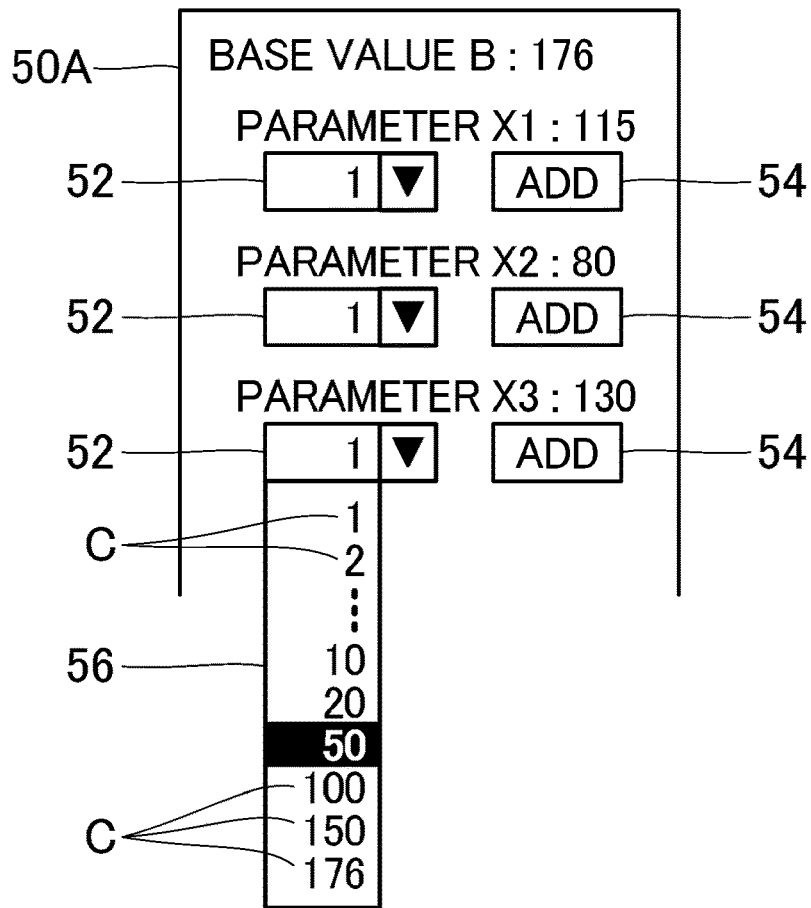 50A
BASE VALUE B : 176
PARAMETER X1 : 115
52 1 ▼ ADD 54
PARAMETER X2 : 80
52 1 ▼ ADD 54
PARAMETER X3 : 130
52 1 ▼ ADD 54
C 1
2
⋮
56 10
20
50
100
C 150
176